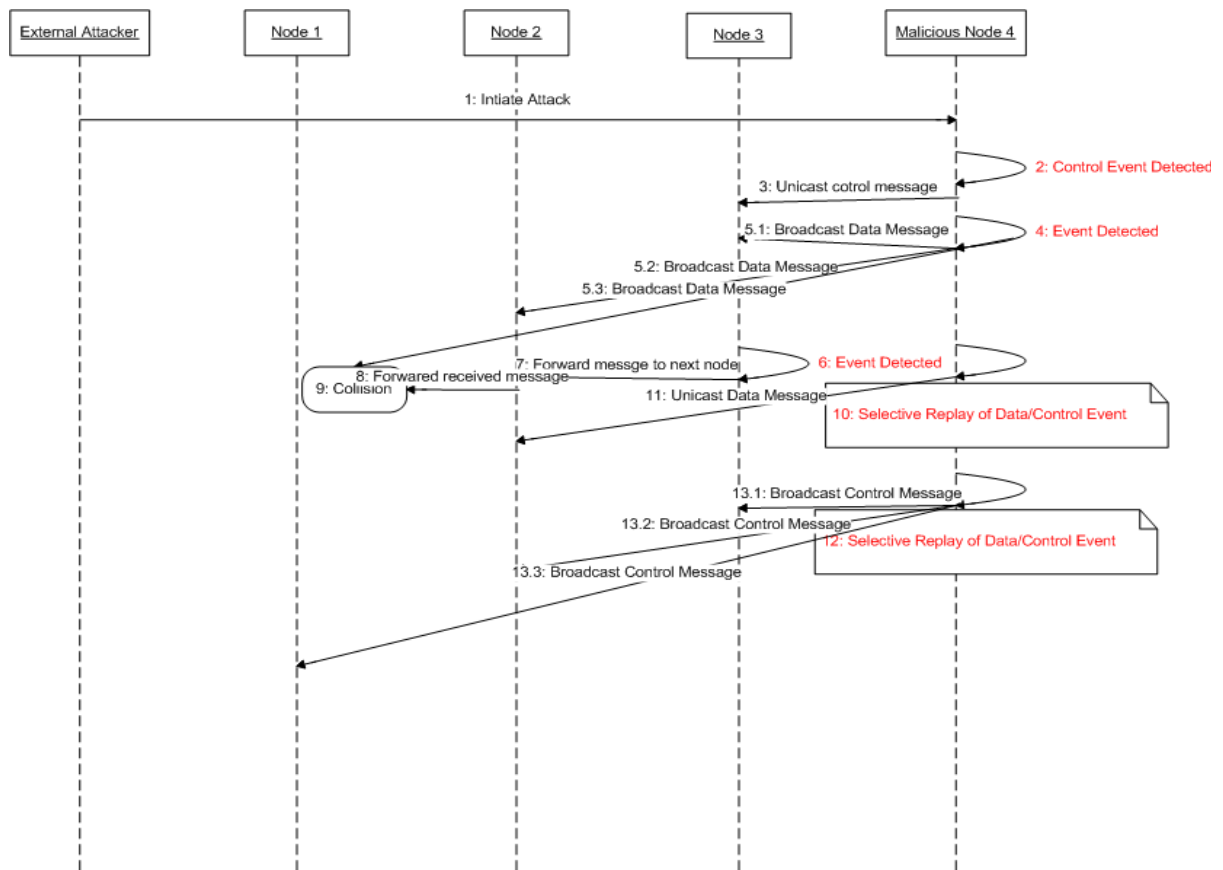 External Attacker
Node 1
Node 2
Node 3
Malicious Node 4
1: Intiate Attack
2: Control Event Detected
3: Unicast cotrol message
5.1: Broadcast Data Message
4: Event Detected
5.2: Broadcast Data Message
5.3: Broadcast Data Message
7: Forward messge to next node
6: Event Detected
8: Forwared received message
9: Collision
11: Unicast Data Message
10: Selective Replay of Data/Control Event
13.1: Broadcast Control Message
13.2: Broadcast Control Message
12: Selective Replay of Data/Control Event
13.3: Broadcast Control Message